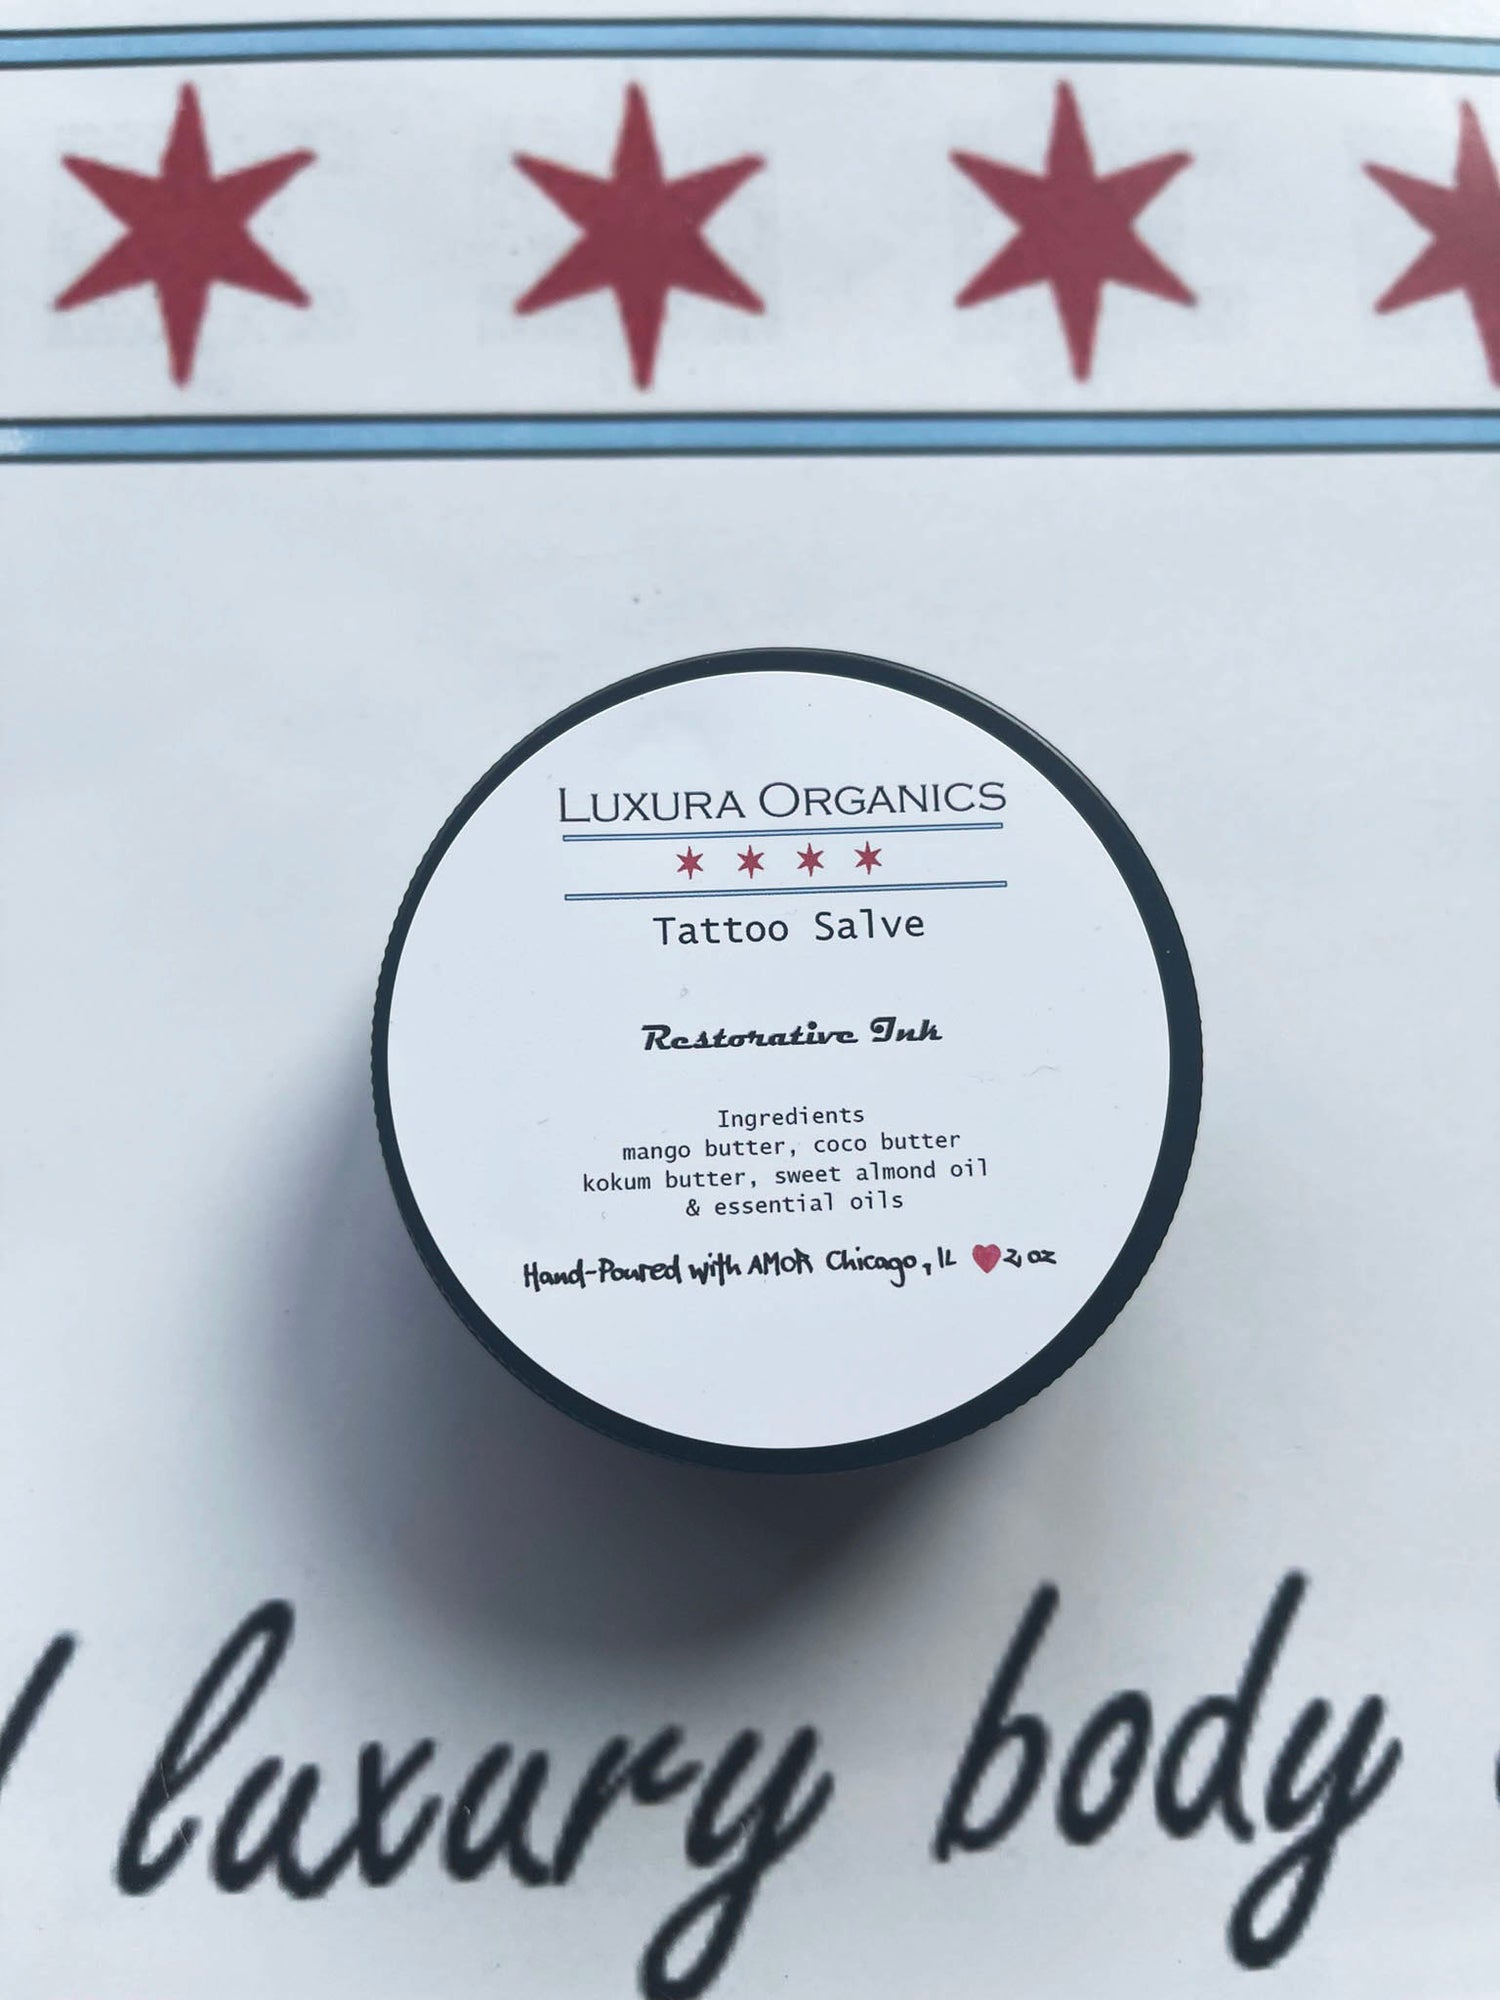 LUXURA ORGANICS
Tattoo Salve
Restorative Ink
Ingredients
mango butter, coco butter
kokum butter, sweet almond oil
& essential oils
Hand-Poured with AMOR Chicago, IL ❤ 2 oz
luxury body